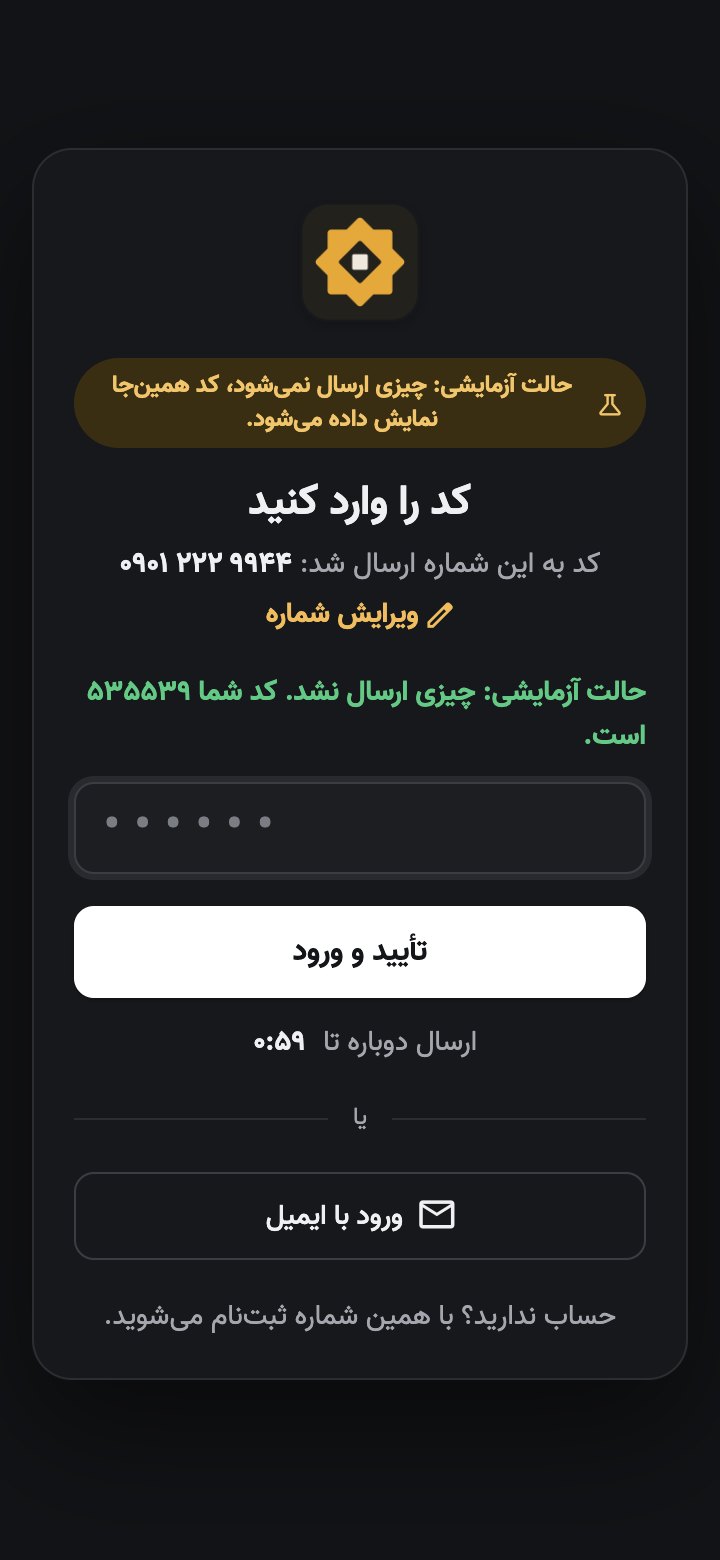 حالت آزمایشی: چیزی ارسال نمی‌شود، کد همین‌جا
نمایش داده می‌شود.
کد را وارد کنید
کد به این شماره ارسال شد: ۰۹۰۱ ۲۲۲ ۹۹۴۴
ویرایش شماره
حالت آزمایشی: چیزی ارسال نشد. کد شما ۵۳۵۵۳۹
است.
تأیید و ورود
ارسال دوباره تا ۰:۵۹
یا
ورود با ایمیل
حساب ندارید؟ با همین شماره ثبت‌نام می‌شوید.